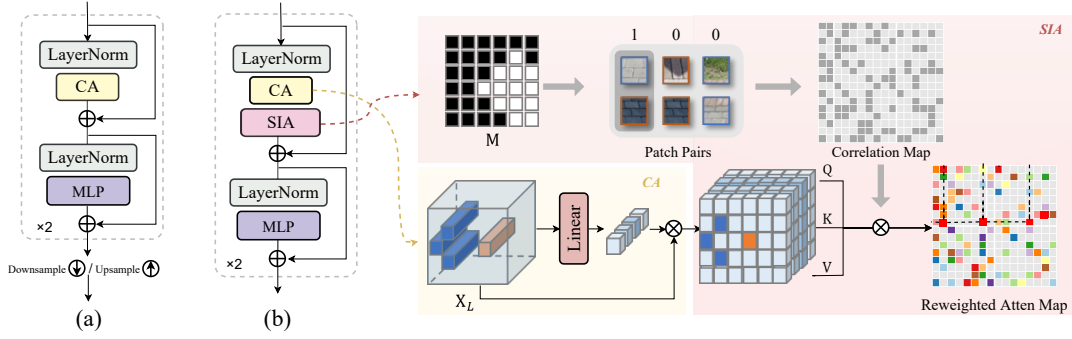 LayerNorm
CA
LayerNorm
MLP
×2
Downsample / Upsample
(a)
LayerNorm
CA
SIA
LayerNorm
MLP
×2
(b)
SIA
1 0 0
M
Patch Pairs
Correlation Map
CA
Linear
X_L
Q
K
V
Reweighted Atten Map